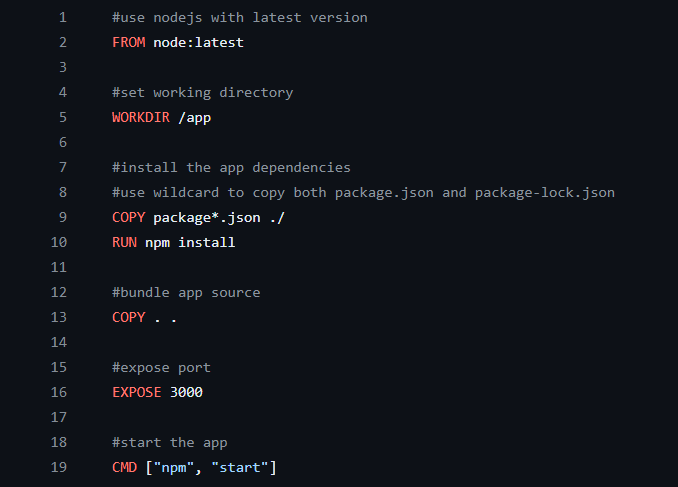 1 #use nodejs with latest version
2 FROM node:latest
3
4 #set working directory
5 WORKDIR /app
6
7 #install the app dependencies
8 #use wildcard to copy both package.json and package-lock.json
9 COPY package*.json ./
10 RUN npm install
11
12 #bundle app source
13 COPY . .
14
15 #expose port
16 EXPOSE 3000
17
18 #start the app
19 CMD ["npm", "start"]